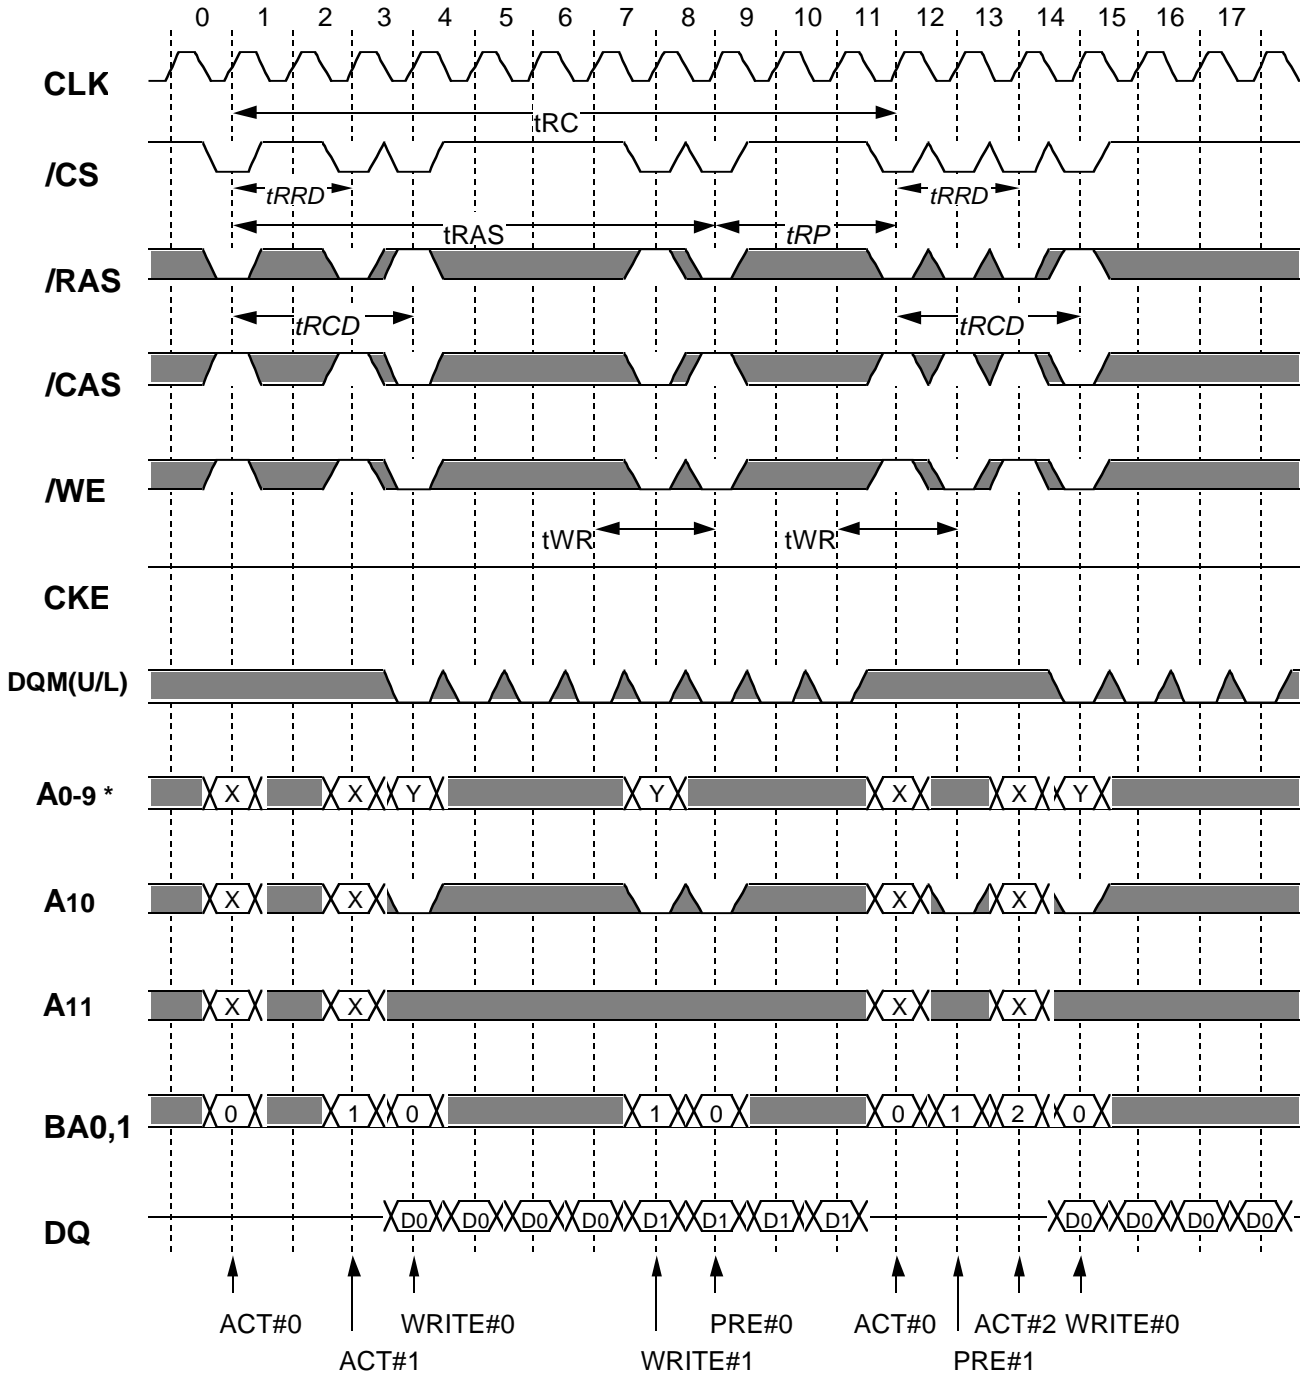 0 1 2 3 4 5 6 7 8 9 10 11 12 13 14 15 16 17
CLK
tRC
/CS
tRRD tRRD
tRAS tRP
/RAS
tRCD tRCD
/CAS
/WE
tWR tWR
CKE
DQM(U/L)
A0-9 * X X Y Y X X Y
A10 X X X X
A11 X X X X
BA0,1 0 1 0 1 0 0 1 2 0
DQ D0 D0 D0 D0 D1 D1 D1 D1 D0 D0 D0 D0
ACT#0 WRITE#0 PRE#0 ACT#0 ACT#2 WRITE#0
ACT#1 WRITE#1 PRE#1